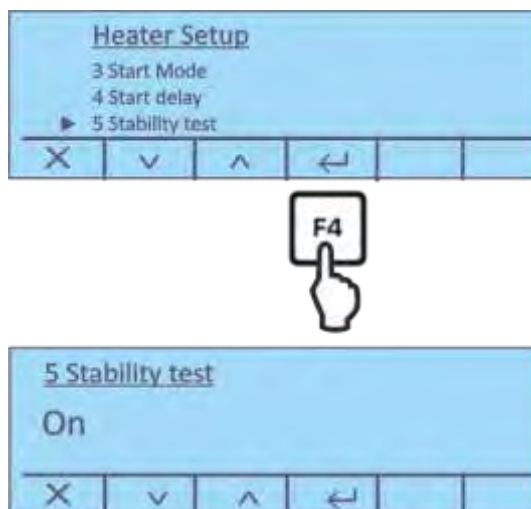 Heater Setup
3 Start Mode
4 Start delay
5 Stability test
F4
5 Stability test
On